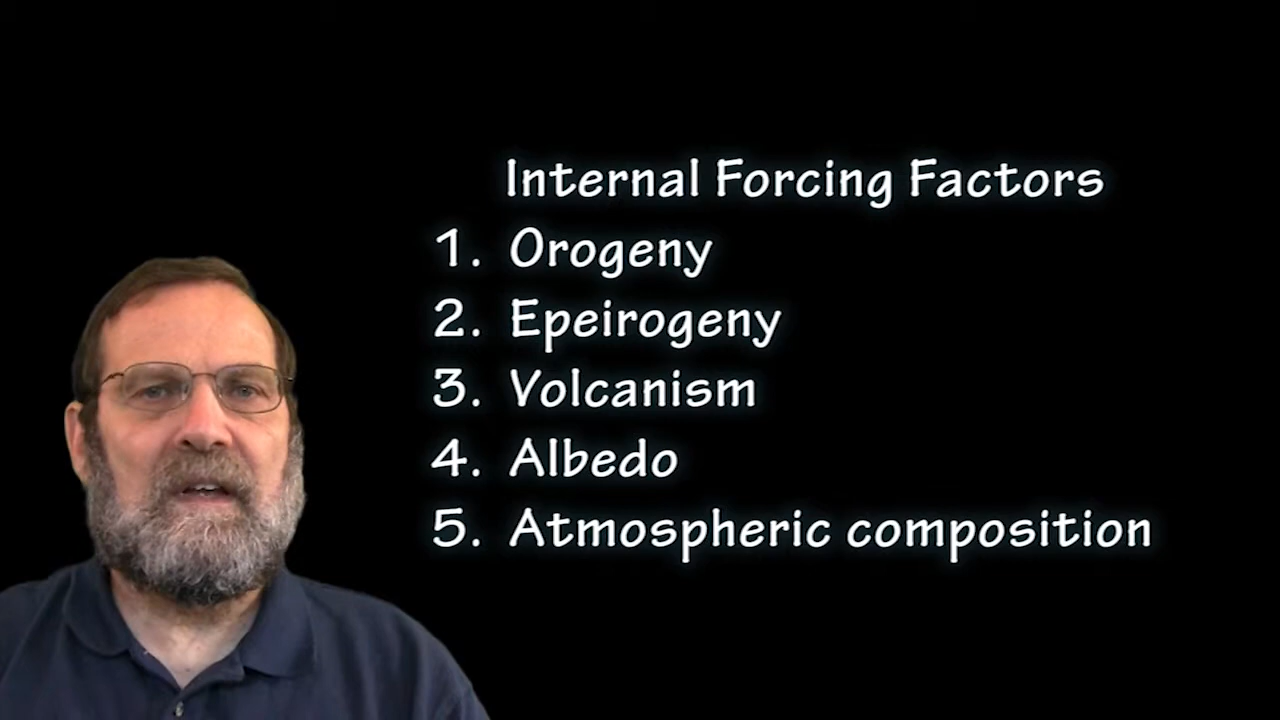 Internal Forcing Factors
1. Orogeny
2. Epeirogeny
3. Volcanism
4. Albedo
5. Atmospheric composition